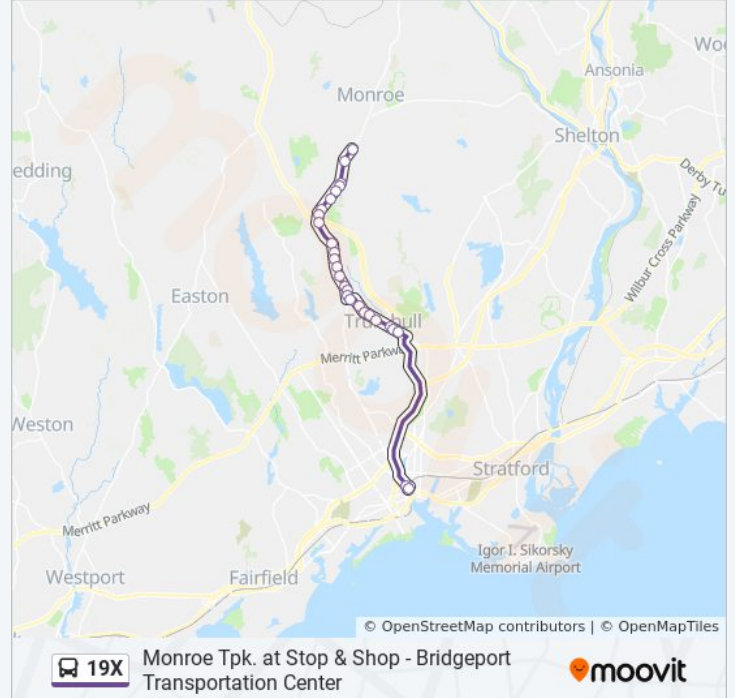 Woo
Ansonia
Monroe
Shelton
edding
Derby Tu
Wilbur Cross Parkway
Easton
Trumbull
Merritt Parkway
Weston
Stratford
Merritt Parkway
Igor I. Sikorsky
Memorial Airport
Westport
Fairfield
© OpenStreetMap contributors | © OpenMapTiles
19X
Monroe Tpk. at Stop & Shop - Bridgeport
Transportation Center
moovit